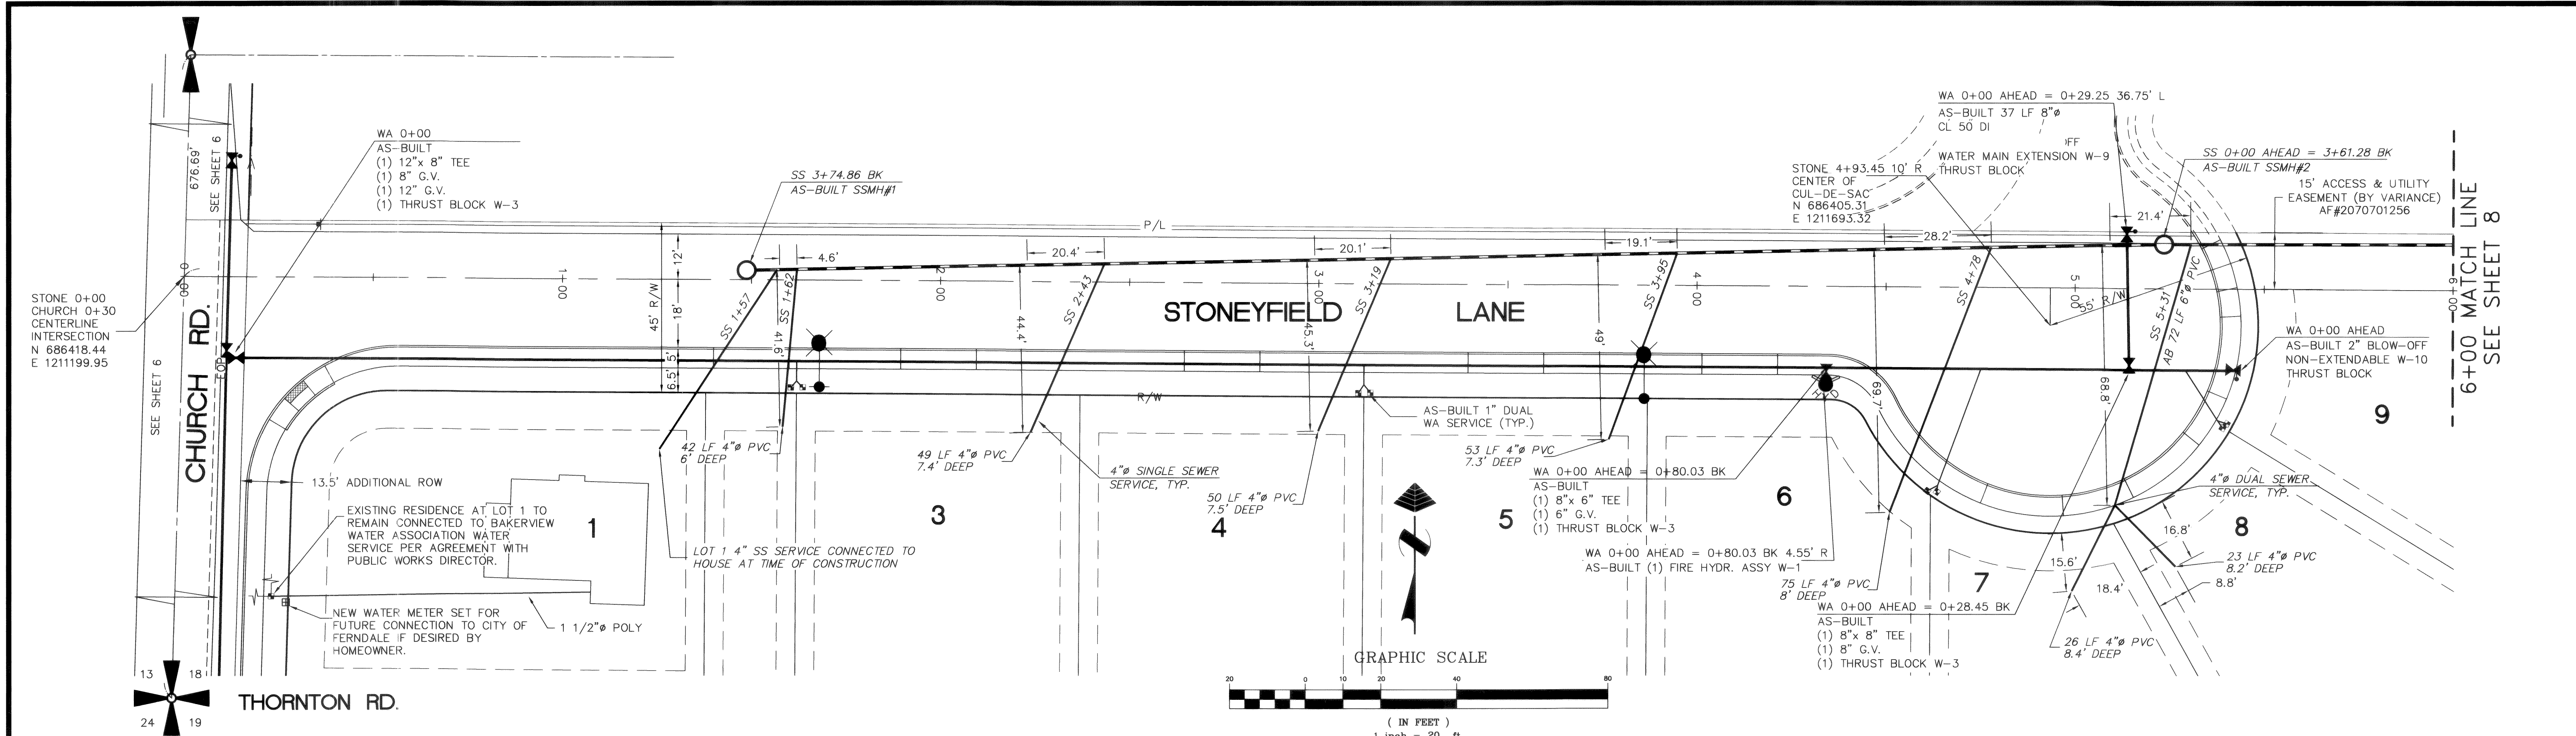 676.69'
SEE SHEET 6
WA 0+00
AS-BUILT
(1) 12"x 8" TEE
(1) 8" G.V.
(1) 12" G.V.
(1) THRUST BLOCK W-3
SS 3+74.86 BK
AS-BUILT SSMH#1
WA 0+00 AHEAD = 0+29.25 36.75' L
AS-BUILT 37 LF 8"ø
CL 50 DI
WATER MAIN EXTENSION W-9
THRUST BLOCK
STONE 4+93.45 10' R
CENTER OF
CUL-DE-SAC
N 686405.31
E 1211693.32
SS 0+00 AHEAD = 3+61.28 BK
AS-BUILT SSMH#2
15' ACCESS & UTILITY
EASEMENT (BY VARIANCE)
AF#2070701256
6+00 MATCH LINE
SEE SHEET 8
P/L
12'
4.6'
20.4'
20.1'
19.1'
28.2'
21.4'
STONE 0+00
CHURCH 0+30
CENTERLINE
INTERSECTION
N 686418.44
E 1211199.95
0+00
1+00
2+00
3+00
4+00
5+00
6+00
45' R/W
18'
5.5'
6.5'
SS 1+57
SS 1+62
SS 2+43
SS 3+19
SS 3+95
SS 4+78
SS 5+31
AB 72 LF 6"ø PVC
55' R/W
41.6'
44.4'
45.3'
49'
69.7'
68.8'
STONEYFIELD LANE
CHURCH RD.
EOP
SEE SHEET 6
WA 0+00 AHEAD
AS-BUILT 2" BLOW-OFF
NON-EXTENDABLE W-10
THRUST BLOCK
R/W
HYD
AS-BUILT 1" DUAL
WA SERVICE (TYP.)
42 LF 4"ø PVC
6' DEEP
49 LF 4"ø PVC
7.4' DEEP
4"ø SINGLE SEWER
SERVICE, TYP.
50 LF 4"ø PVC
7.5' DEEP
53 LF 4"ø PVC
7.3' DEEP
WA 0+00 AHEAD = 0+80.03 BK
AS-BUILT
(1) 8"x 6" TEE
(1) 6" G.V.
(1) THRUST BLOCK W-3
WA 0+00 AHEAD = 0+80.03 BK 4.55' R
AS-BUILT (1) FIRE HYDR. ASSY W-1
4"ø DUAL SEWER
SERVICE, TYP.
13.5' ADDITIONAL ROW
EXISTING RESIDENCE AT LOT 1 TO
REMAIN CONNECTED TO BAKERVIEW
WATER ASSOCIATION WATER
SERVICE PER AGREEMENT WITH
PUBLIC WORKS DIRECTOR.
1
3
4
5
6
7
8
9
LOT 1 4" SS SERVICE CONNECTED TO
HOUSE AT TIME OF CONSTRUCTION
75 LF 4"ø PVC
8' DEEP
WA 0+00 AHEAD = 0+28.45 BK
AS-BUILT
(1) 8"x 8" TEE
(1) 8" G.V.
(1) THRUST BLOCK W-3
15.6'
18.4'
16.8'
8.8'
23 LF 4"ø PVC
8.2' DEEP
26 LF 4"ø PVC
8.4' DEEP
NEW WATER METER SET FOR
FUTURE CONNECTION TO CITY OF
FERNDALE IF DESIRED BY
HOMEOWNER.
1 1/2"ø POLY
13 18
24 19
THORNTON RD.
GRAPHIC SCALE
20 0 10 20 40 80
( IN FEET )
1 inch = 20 ft.